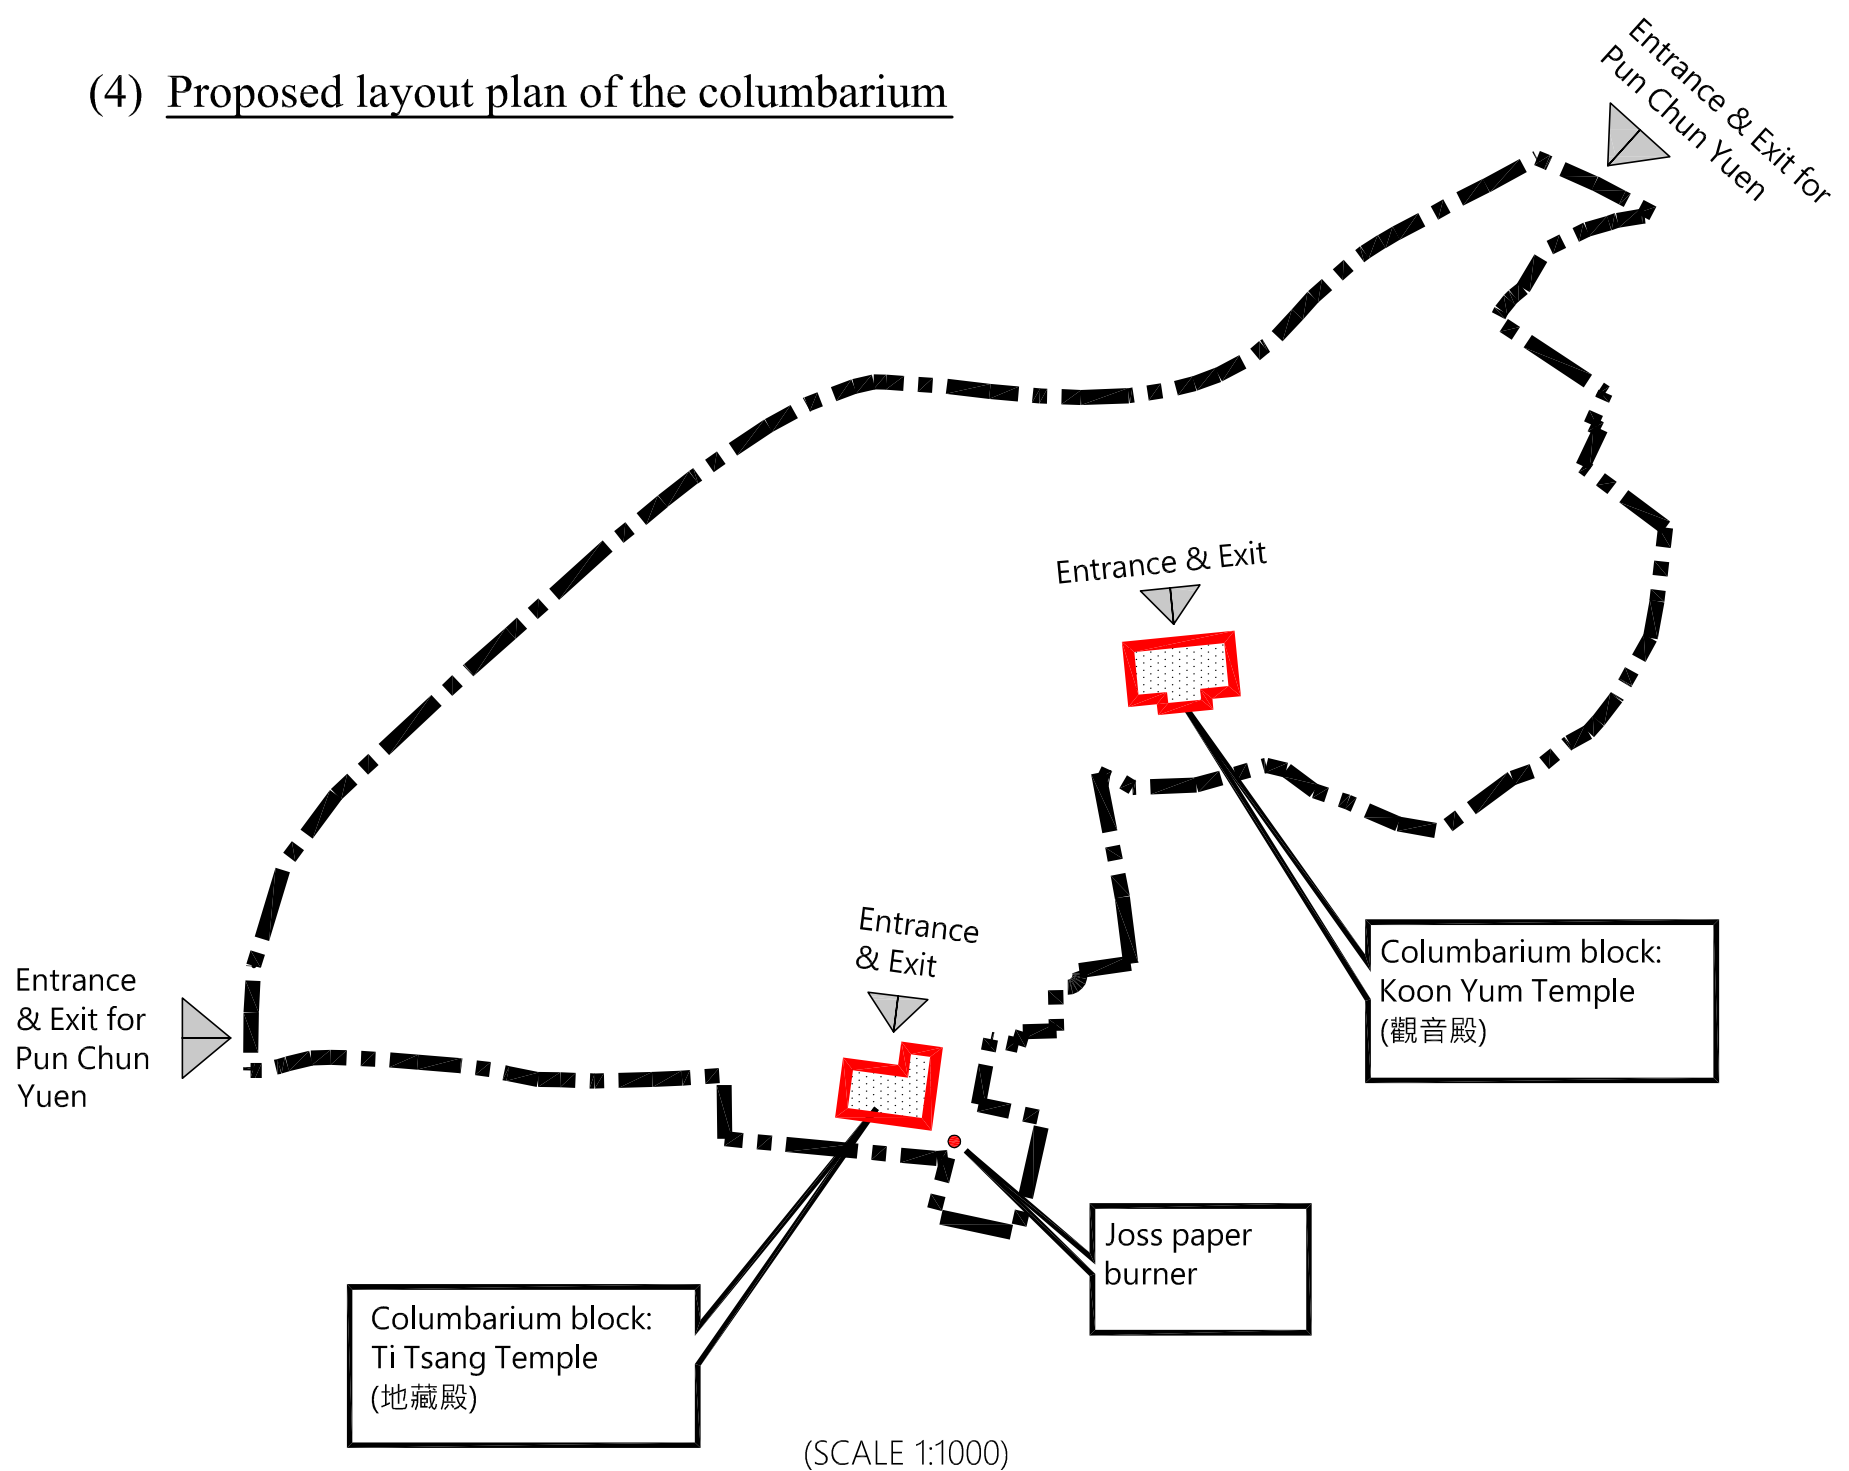 (4) Proposed layout plan of the columbarium
Entrance & Exit for
Pun Chun Yuen
Entrance & Exit
Entrance
& Exit
Columbarium block:
Koon Yum Temple
(觀音殿)
Entrance
& Exit for
Pun Chun
Yuen
Joss paper
burner
Columbarium block:
Ti Tsang Temple
(地藏殿)
(SCALE 1:1000)